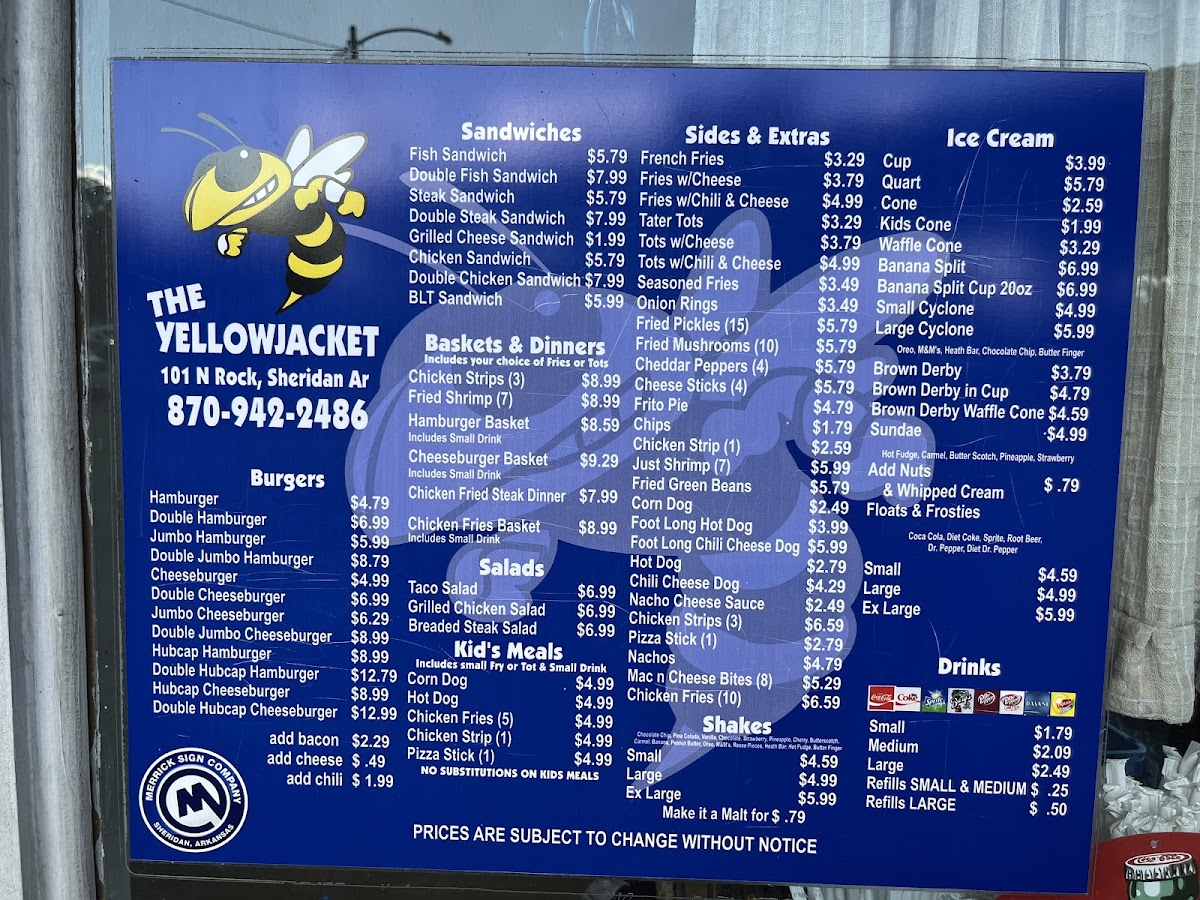 THE
YELLOWJACKET
101 N Rock, Sheridan Ar
870-942-2486
Burgers
Hamburger $4.79
Double Hamburger $6.99
Jumbo Hamburger $5.99
Double Jumbo Hamburger $8.79
Cheeseburger $4.99
Double Cheeseburger $6.99
Jumbo Cheeseburger $6.29
Double Jumbo Cheeseburger $8.99
Hubcap Hamburger $8.99
Double Hubcap Hamburger $12.79
Hubcap Cheeseburger $8.99
Double Hubcap Cheeseburger $12.99
add bacon $2.29
add cheese $ .49
add chili $ 1.99
MERRICK SIGN COMPANY
SHERIDAN, ARKANSAS
Sandwiches
Fish Sandwich $5.79
Double Fish Sandwich $7.99
Steak Sandwich $5.79
Double Steak Sandwich $7.99
Grilled Cheese Sandwich $1.99
Chicken Sandwich $5.79
Double Chicken Sandwich $7.99
BLT Sandwich $5.99
Baskets & Dinners
Includes your choice of Fries or Tots
Chicken Strips (3) $8.99
Fried Shrimp (7) $8.99
Hamburger Basket $8.59
Includes Small Drink
Cheeseburger Basket $9.29
Includes Small Drink
Chicken Fried Steak Dinner $7.99
Chicken Fries Basket $8.99
Includes Small Drink
Salads
Taco Salad $6.99
Grilled Chicken Salad $6.99
Breaded Steak Salad $6.99
Kid's Meals
Includes small Fry or Tot & Small Drink
Corn Dog $4.99
Hot Dog $4.99
Chicken Fries (5) $4.99
Chicken Strip (1) $4.99
Pizza Stick (1) $4.99
NO SUBSTITUTIONS ON KIDS MEALS
Sides & Extras
French Fries $3.29
Fries w/Cheese $3.79
Fries w/Chili & Cheese $4.99
Tater Tots $3.29
Tots w/Cheese $3.79
Tots w/Chili & Cheese $4.99
Seasoned Fries $3.49
Onion Rings $3.49
Fried Pickles (15) $5.79
Fried Mushrooms (10) $5.79
Cheddar Peppers (4) $5.79
Cheese Sticks (4) $5.79
Frito Pie $4.79
Chips $1.79
Chicken Strip (1) $2.59
Just Shrimp (7) $5.99
Fried Green Beans $5.79
Corn Dog $2.49
Foot Long Hot Dog $3.99
Foot Long Chili Cheese Dog $5.99
Hot Dog $2.79
Chili Cheese Dog $4.29
Nacho Cheese Sauce $2.49
Chicken Strips (3) $6.59
Pizza Stick (1) $2.79
Nachos $4.79
Mac n Cheese Bites (8) $5.29
Chicken Fries (10) $6.59
Shakes
Chocolate Chip, Pina Colada, Vanilla, Chocolate, Strawberry, Pineapple, Cherry, Butterscotch,
Carmel, Banana, Peanut Butter, Oreo, M&M's, Reese Pieces, Heath Bar, Hot Fudge, Butter Finger
Small $4.59
Large $4.99
Ex Large $5.99
Make it a Malt for $ .79
Ice Cream
Cup $3.99
Quart $5.79
Cone $2.59
Kids Cone $1.99
Waffle Cone $3.29
Banana Split $6.99
Banana Split Cup 20oz $6.99
Small Cyclone $4.99
Large Cyclone $5.99
Oreo, M&M's, Heath Bar, Chocolate Chip, Butter Finger
Brown Derby $3.79
Brown Derby in Cup $4.79
Brown Derby Waffle Cone $4.59
Sundae $4.99
Hot Fudge, Carmel, Butter Scotch, Pineapple, Strawberry
Add Nuts
& Whipped Cream $ .79
Floats & Frosties
Coca Cola, Diet Coke, Sprite, Root Beer,
Dr. Pepper, Diet Dr. Pepper
Small $4.59
Large $4.99
Ex Large $5.99
Drinks
Small $1.79
Medium $2.09
Large $2.49
Refills SMALL & MEDIUM $ .25
Refills LARGE $ .50
PRICES ARE SUBJECT TO CHANGE WITHOUT NOTICE